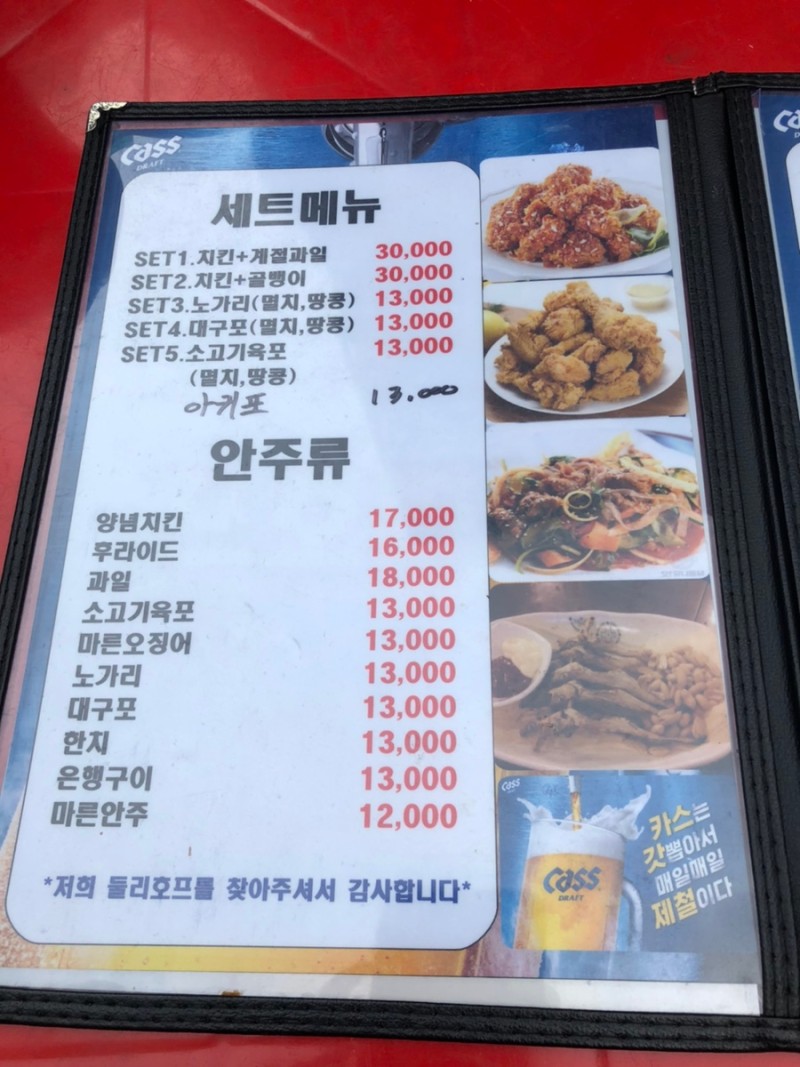 Cass
DRAFT
세트메뉴
SET1.치킨+계절과일 30,000
SET2.치킨+골뱅이 30,000
SET3.노가리(멸치,땅콩) 13,000
SET4.대구포(멸치,땅콩) 13,000
SET5.소고기육포 13,000
(멸치,땅콩)
아귀포 13.000
안주류
양념치킨 17,000
후라이드 16,000
과일 18,000
소고기육포 13,000
마른오징어 13,000
노가리 13,000
대구포 13,000
한치 13,000
은행구이 13,000
마른안주 12,000
*저희 둘리호프를 찾아주셔서 감사합니다*
Cass
카스는
갓뽑아서
매일매일
제철이다
Cass
DRAFT